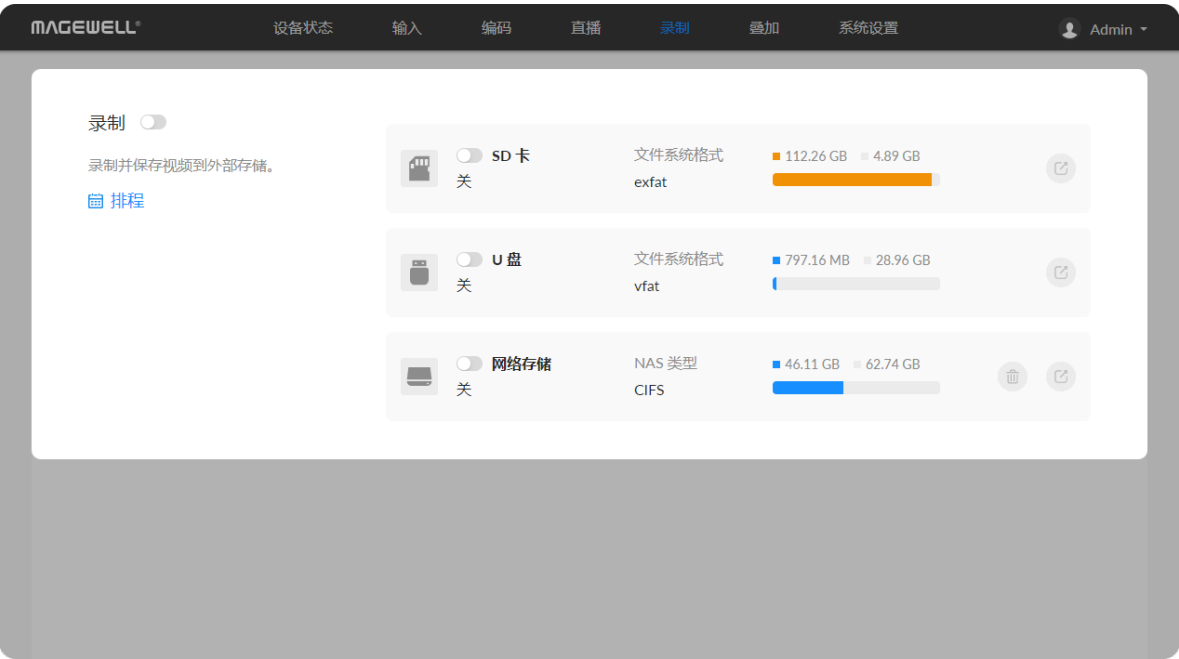 MAGEWELL®
设备状态 输入 编码 直播 录制 叠加 系统设置 Admin
录制
录制并保存视频到外部存储。
排程
SD 卡 文件系统格式 112.26 GB 4.89 GB
关 exfat
U 盘 文件系统格式 797.16 MB 28.96 GB
关 vfat
网络存储 NAS 类型 46.11 GB 62.74 GB
关 CIFS